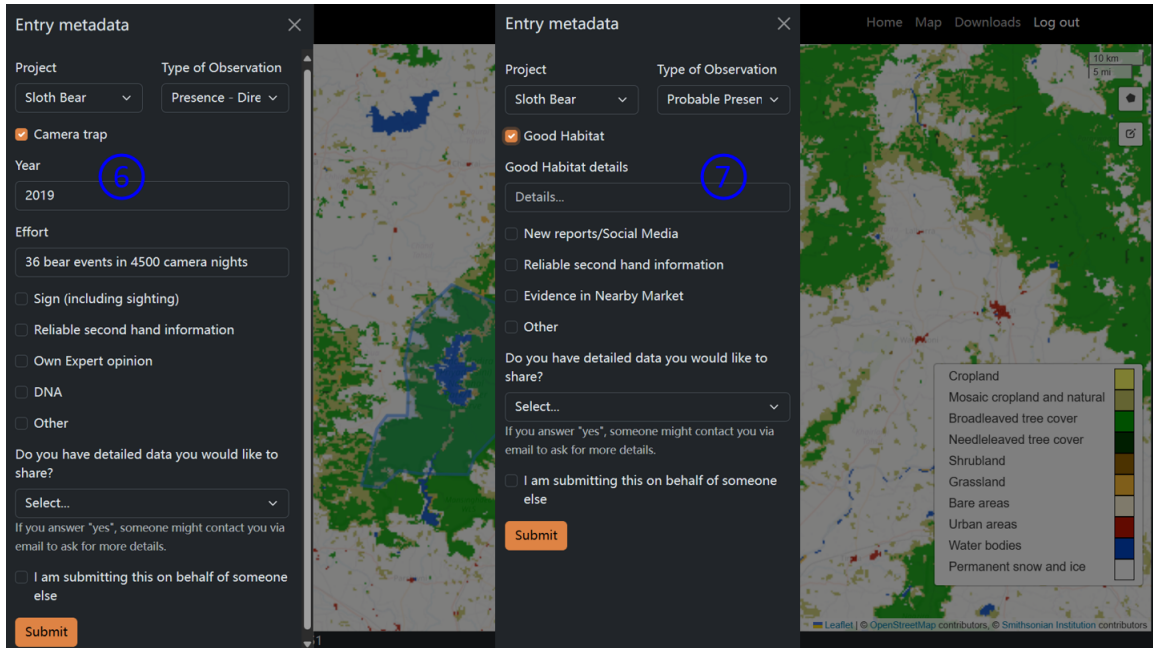 Entry metadata
Project
Type of Observation
Sloth Bear
Presence - Dire
Camera trap
Year
6
2019
Effort
36 bear events in 4500 camera nights
Sign (including sighting)
Reliable second hand information
Own Expert opinion
DNA
Other
Do you have detailed data you would like to
share?
Select...
If you answer "yes", someone might contact you via
email to ask for more details.
I am submitting this on behalf of someone
else
Submit
1
Entry metadata
Project
Type of Observation
Sloth Bear
Probable Presen
Good Habitat
Good Habitat details
7
Details...
New reports/Social Media
Reliable second hand information
Evidence in Nearby Market
Other
Do you have detailed data you would like to
share?
Select...
If you answer "yes", someone might contact you via
email to ask for more details.
I am submitting this on behalf of someone
else
Submit
Home Map Downloads Log out
10 km
5 mi
Cropland
Mosaic cropland and natural
Broadleaved tree cover
Needleleaved tree cover
Shrubland
Grassland
Bare areas
Urban areas
Water bodies
Permanent snow and ice
Leaflet | © OpenStreetMap contributors, © Smithsonian Institution contributors